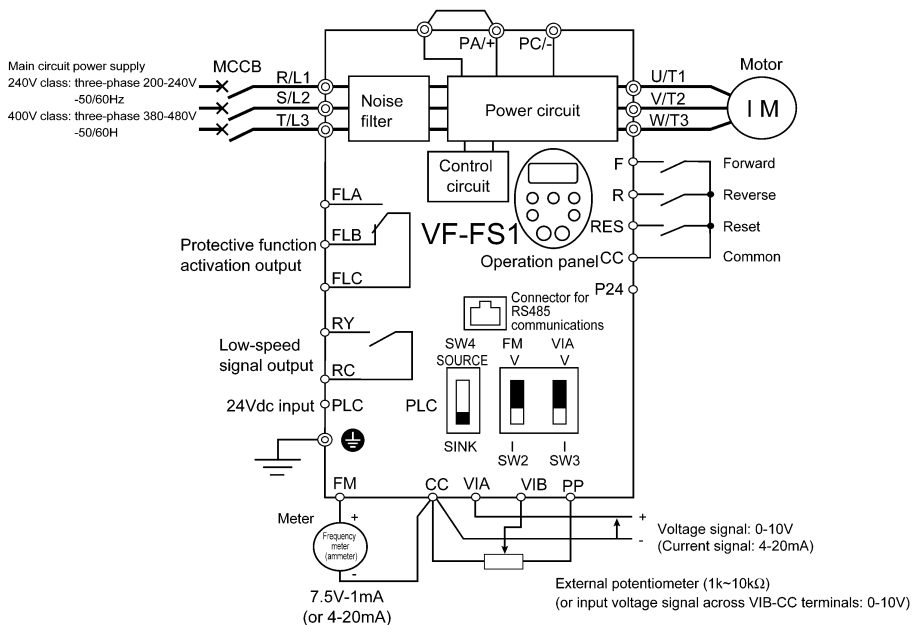 PA/+
PC/-
Main circuit power supply
240V class: three-phase 200-240V
-50/60Hz
400V class: three-phase 380-480V
-50/60H
MCCB
R/L1
S/L2
T/L3
Noise
filter
Power circuit
Control
circuit
U/T1
V/T2
W/T3
Motor
I M
F
Forward
R
Reverse
RES
Reset
CC
Common
P24
VF-FS1
Operation panel
FLA
FLB
FLC
Protective function
activation output
RY
RC
Low-speed
signal output
24Vdc input
PLC
Connector for
RS485
communications
SW4
SOURCE
PLC
SINK
FM
V
VIA
V
I
SW2
I
SW3
FM
CC
VIA
VIB
PP
Meter
+
Frequency
meter
(ammeter)
-
7.5V-1mA
(or 4-20mA)
+
-
Voltage signal: 0-10V
(Current signal: 4-20mA)
External potentiometer (1k~10kΩ)
(or input voltage signal across VIB-CC terminals: 0-10V)